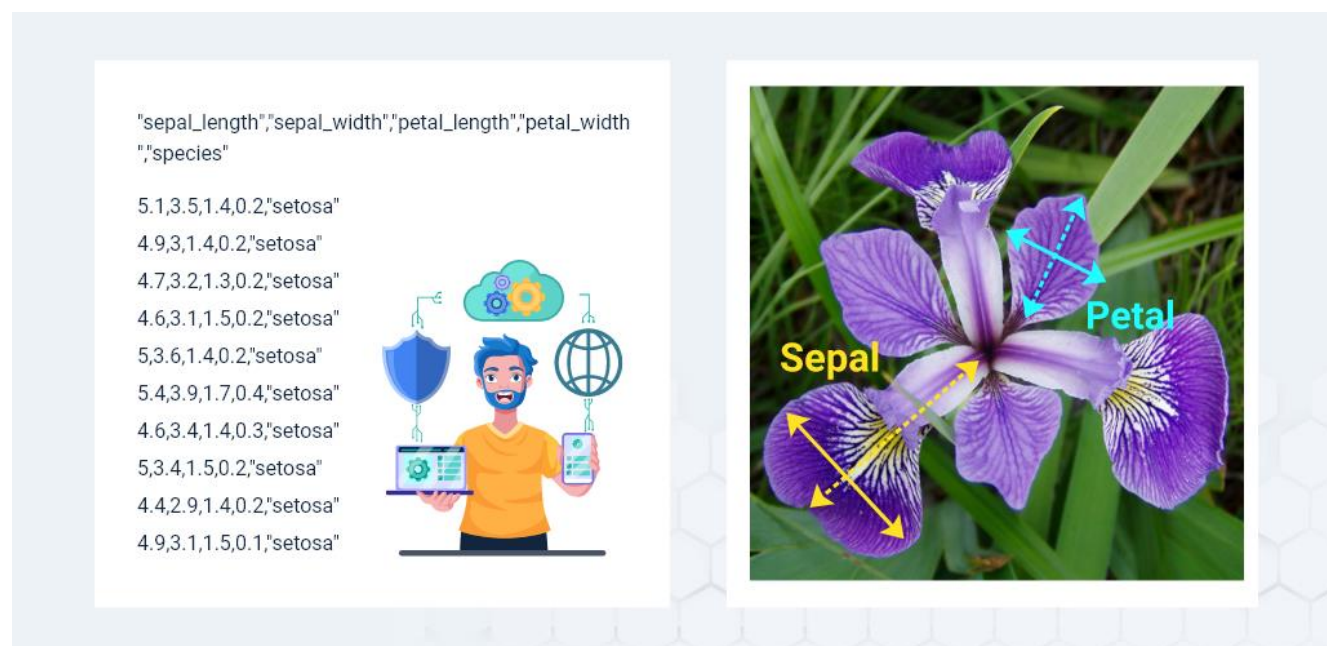 "sepal_length","sepal_width","petal_length","petal_width
","species"
5.1,3.5,1.4,0.2,"setosa"
4.9,3,1.4,0.2,"setosa"
4.7,3.2,1.3,0.2,"setosa"
4.6,3.1,1.5,0.2,"setosa"
5,3.6,1.4,0.2,"setosa"
5.4,3.9,1.7,0.4,"setosa"
4.6,3.4,1.4,0.3,"setosa"
5,3.4,1.5,0.2,"setosa"
4.4,2.9,1.4,0.2,"setosa"
4.9,3.1,1.5,0.1,"setosa"
Petal
Sepal